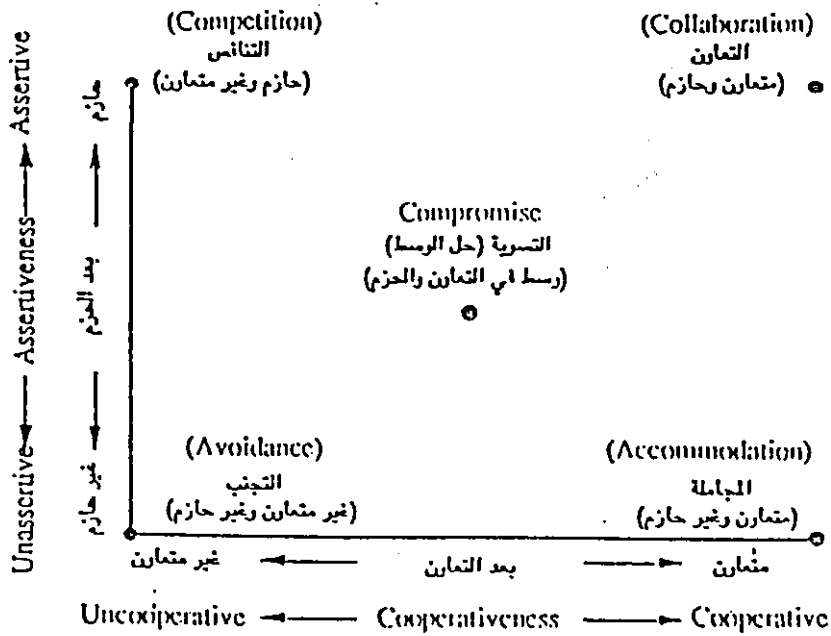 (Competition)
التنافس
(حازم وغير متعاون)
(Collaboration)
التعاون
(متعاون وحازم)
Compromise
التسوية (حل الوسط)
(وسط في التعاون والحزم)
(Avoidance)
التجنب
(غير متعاون وغير حازم)
(Accommodation)
المجاملة
(متعاون وغير حازم)
Unassertive Assertiveness Assertive
غير حازم بعد الحزم حازم
غير متعاون بعد التعاون متعاون
Uncooperative Cooperativeness Cooperative